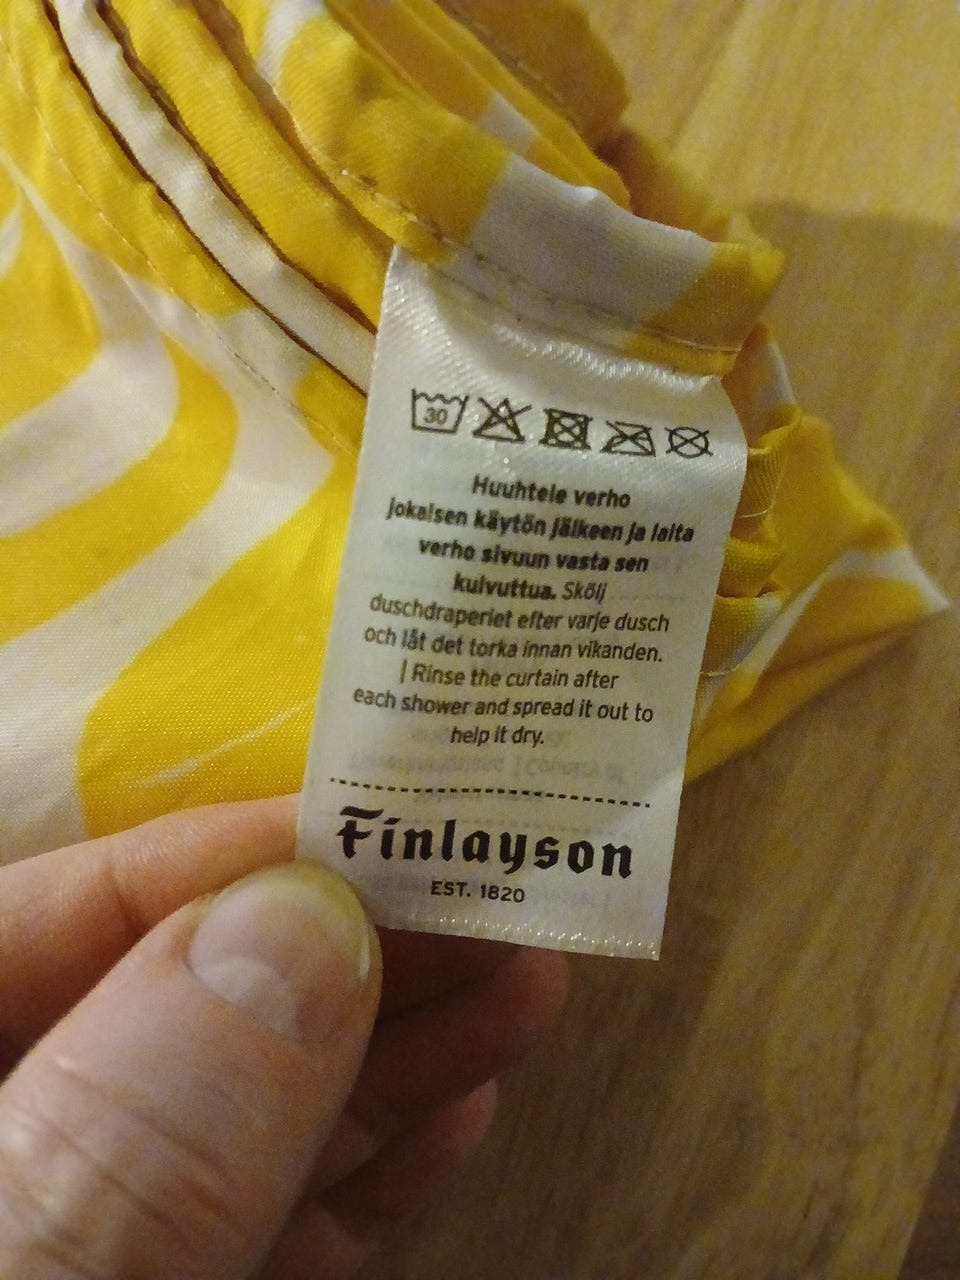 30
Huuhtele verho
jokaisen käytön jälkeen ja laita
verho sivuun vasta sen
kuivuttua. Skölj
duschdraperiet efter varje dusch
och låt det torka innan vikanden.
| Rinse the curtain after
each shower and spread it out to
help it dry.
Finlayson
EST. 1820